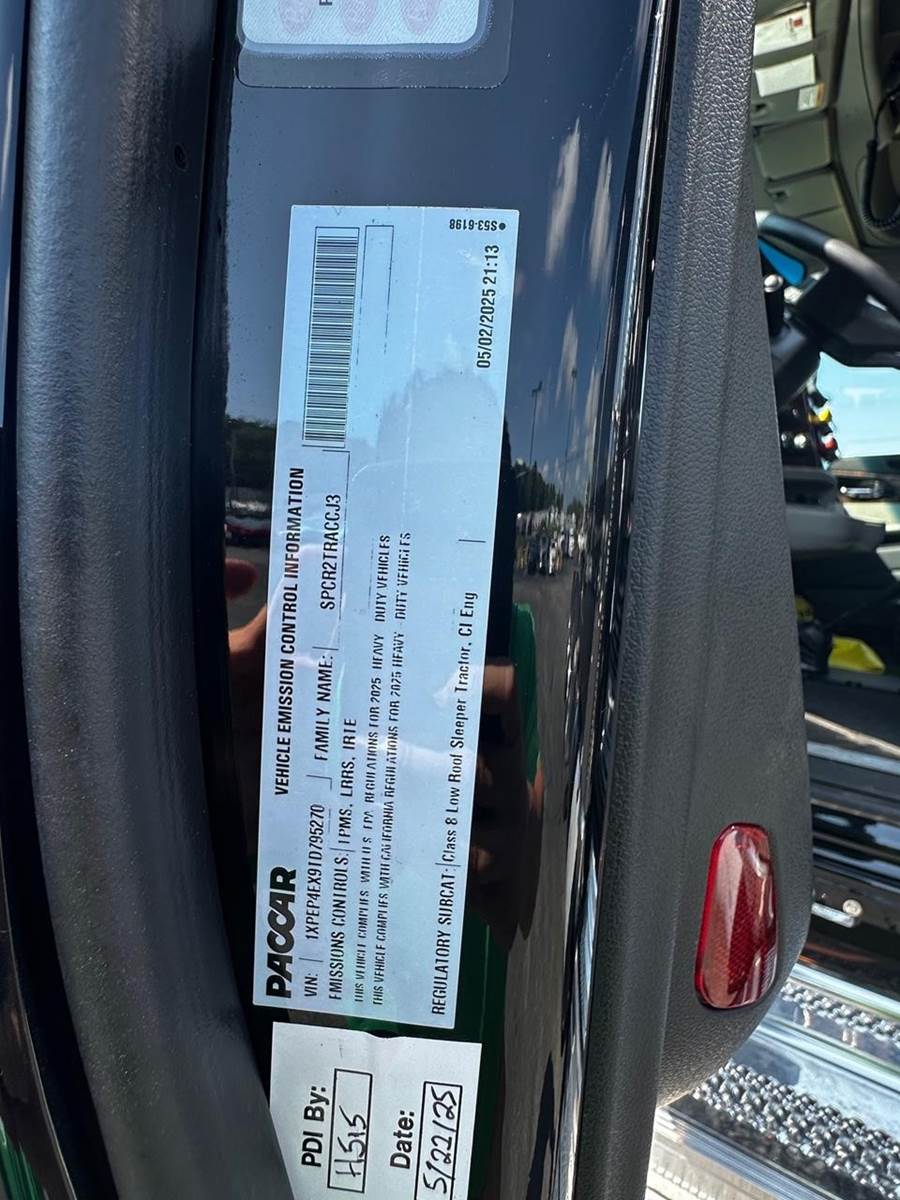 S53-6198
05/02/2025 21:13
PACCAR
VEHICLE EMISSION CONTROL INFORMATION
VIN: 1XPEP4EX9TD795270 FAMILY NAME: SPCR2TRACCJ3
EMISSIONS CONTROLS: TPMS, LRRS, IRTE
THIS VEHICLE COMPLIES WITH U.S. EPA REGULATIONS FOR 2025 HEAVY-DUTY VEHICLES
THIS VEHICLE COMPLIES WITH CALIFORNIA REGULATIONS FOR 2025 HEAVY-DUTY VEHICLES
REGULATORY SUBCAT: Class 8 Low Roof Sleeper Tractor, CI Eng
PDI By:
H515
Date:
5/22/25